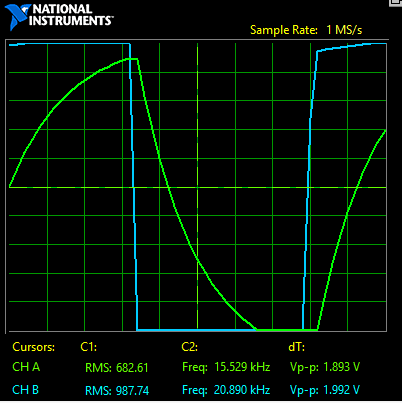 NATIONAL
INSTRUMENTS™
Sample Rate: 1 MS/s
Cursors: C1: C2: dT:
CH A RMS: 682.61 Freq: 15.529 kHz Vp-p: 1.893 V
CH B RMS: 987.74 Freq: 20.890 kHz Vp-p: 1.992 V